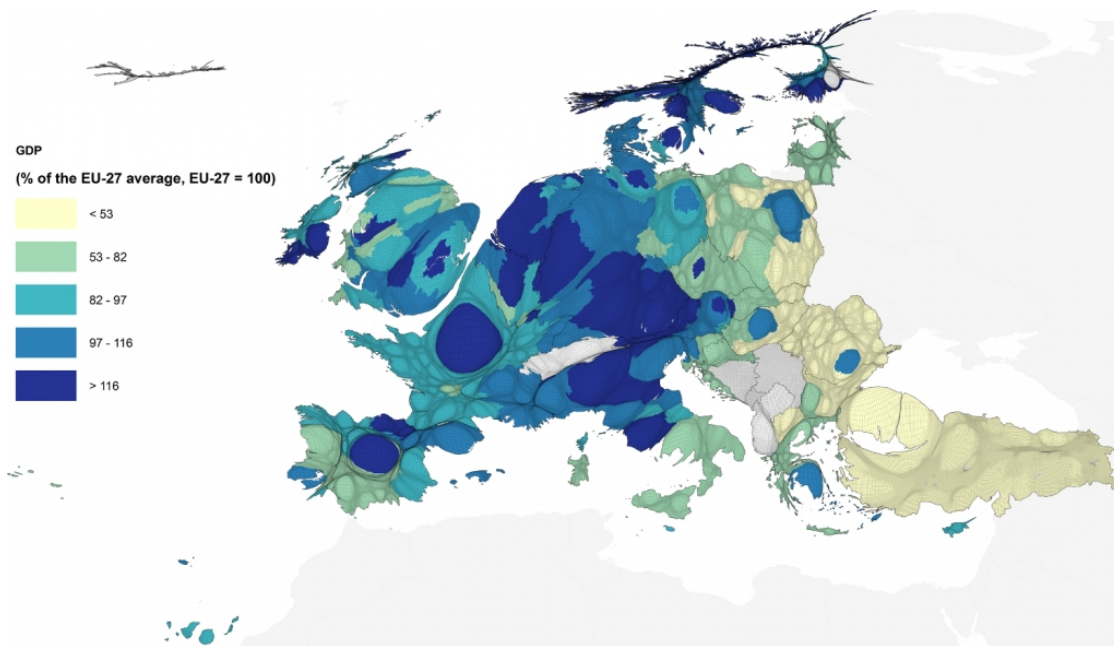 GDP
(% of the EU-27 average, EU-27 = 100)
< 53
53 - 82
82 - 97
97 - 116
> 116